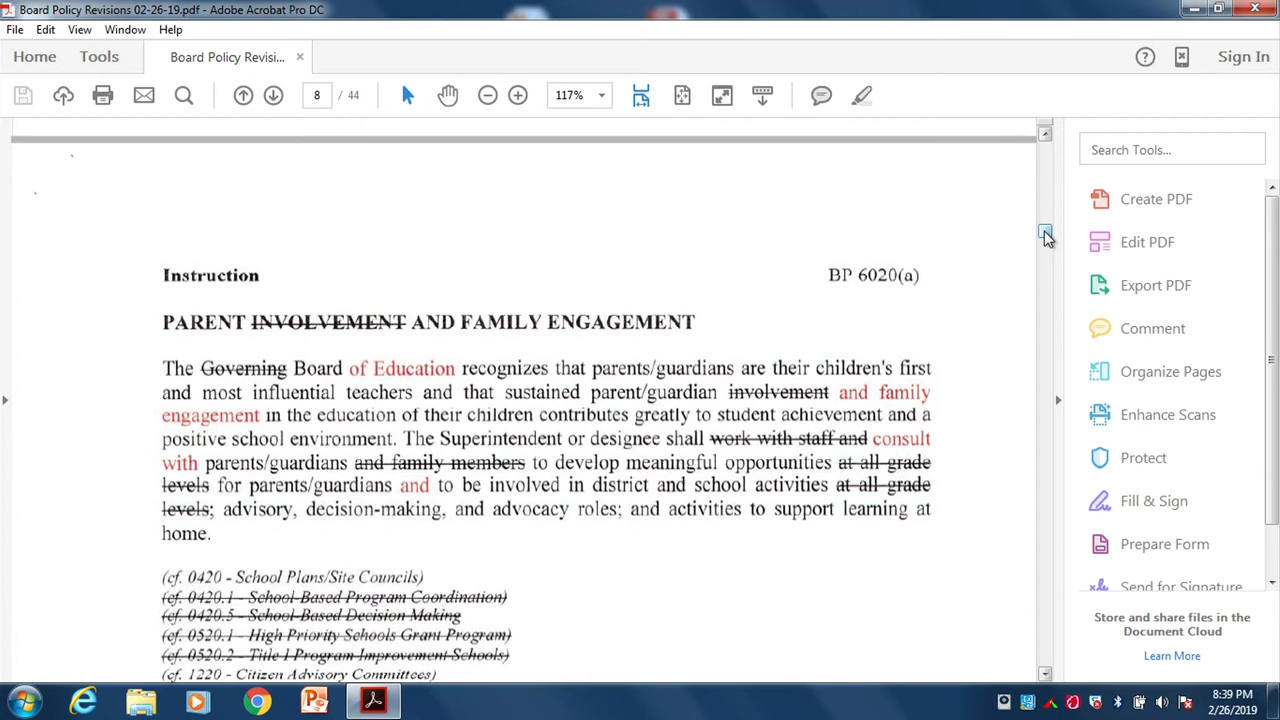 Board Policy Revisions 02-26-19.pdf - Adobe Acrobat Pro DC
File Edit View Window Help
Home Tools Board Policy Revisi... × Sign In
8 / 44 117%
Search Tools...
Create PDF
Edit PDF
Export PDF
Comment
Organize Pages
Enhance Scans
Protect
Fill & Sign
Prepare Form
Send for Signature
Store and share files in the
Document Cloud
Learn More
Instruction BP 6020(a)
PARENT INVOLVEMENT AND FAMILY ENGAGEMENT
The Governing Board of Education recognizes that parents/guardians are their children's first
and most influential teachers and that sustained parent/guardian involvement and family
engagement in the education of their children contributes greatly to student achievement and a
positive school environment. The Superintendent or designee shall work with staff and consult
with parents/guardians and family members to develop meaningful opportunities at all grade
levels for parents/guardians and to be involved in district and school activities at all grade
levels; advisory, decision-making, and advocacy roles; and activities to support learning at
home.
(cf. 0420 - School Plans/Site Councils)
(cf. 0420.1 - School-Based Program Coordination)
(cf. 0420.5 - School-Based Decision Making)
(cf. 0520.1 - High Priority Schools Grant Program)
(cf. 0520.2 - Title I Program Improvement Schools)
(cf. 1220 - Citizen Advisory Committees)
8:39 PM
2/26/2019